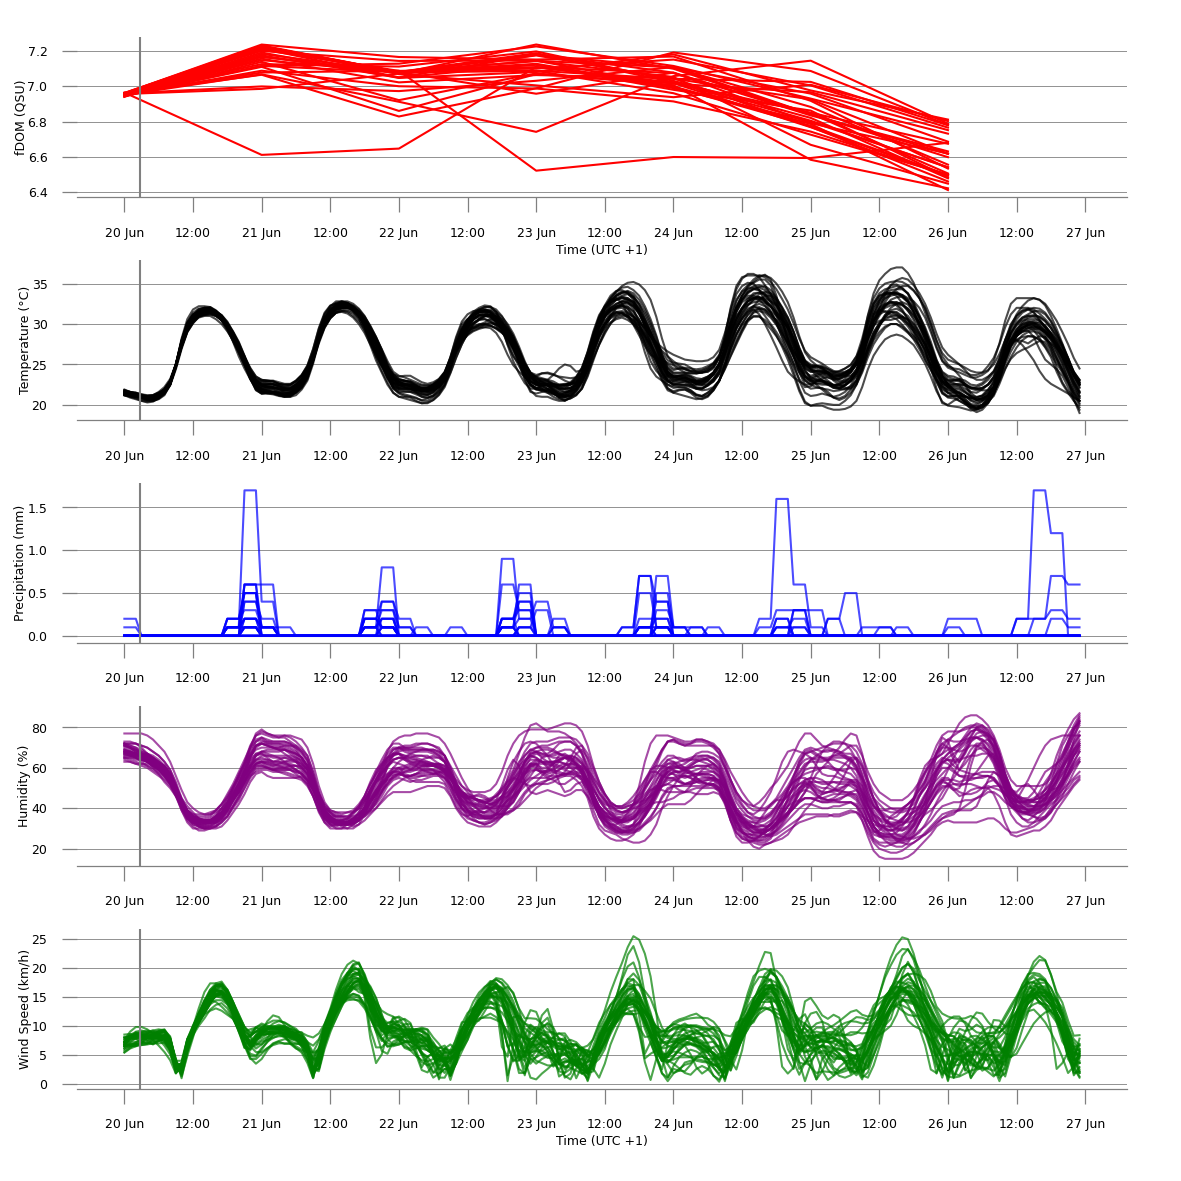 fDOM (QSU)
7.2
7.0
6.8
6.6
6.4
20 Jun 12:00 21 Jun 12:00 22 Jun 12:00 23 Jun 12:00 24 Jun 12:00 25 Jun 12:00 26 Jun 12:00 27 Jun
Time (UTC +1)
Temperature (°C)
35
30
25
20
20 Jun 12:00 21 Jun 12:00 22 Jun 12:00 23 Jun 12:00 24 Jun 12:00 25 Jun 12:00 26 Jun 12:00 27 Jun
Precipitation (mm)
1.5
1.0
0.5
0.0
20 Jun 12:00 21 Jun 12:00 22 Jun 12:00 23 Jun 12:00 24 Jun 12:00 25 Jun 12:00 26 Jun 12:00 27 Jun
Humidity (%)
80
60
40
20
20 Jun 12:00 21 Jun 12:00 22 Jun 12:00 23 Jun 12:00 24 Jun 12:00 25 Jun 12:00 26 Jun 12:00 27 Jun
Wind Speed (km/h)
25
20
15
10
5
0
20 Jun 12:00 21 Jun 12:00 22 Jun 12:00 23 Jun 12:00 24 Jun 12:00 25 Jun 12:00 26 Jun 12:00 27 Jun
Time (UTC +1)